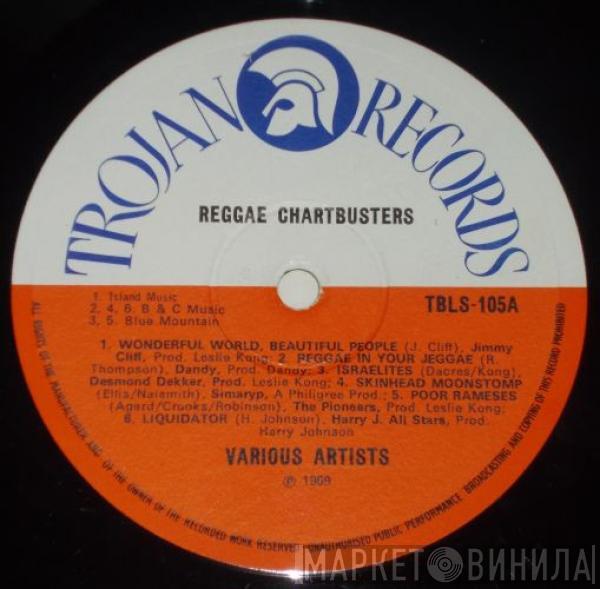 TROJAN RECORDS
REGGAE CHARTBUSTERS
1. Island Music
2, 4, 6. B & C Music
3, 5. Blue Mountain
TBLS-105A
1. WONDERFUL WORLD, BEAUTIFUL PEOPLE (J. Cliff), Jimmy
Cliff, Prod. Leslie Kong; 2. REGGAE IN YOUR JEGGAE (R.
Thompson), Dandy, Prod. Dandy; 3. ISRAELITES (Dacres/Kong),
Desmond Dekker, Prod. Leslie Kong; 4. SKINHEAD MOONSTOMP
(Ellis/Naismith), Simaryp, A Philigree Prod.; 5. POOR RAMESES
(Agard/Crooks/Robinson), The Pioneers, Prod. Leslie Kong;
6. LIQUIDATOR (H. Johnson), Harry J. All Stars, Prod.
Harry Johnson
VARIOUS ARTISTS
℗ 1969
ALL RIGHTS OF THE MANUFACTURER AND OF THE OWNER OF THE RECORDED WORK RESERVED UNAUTHORISED PUBLIC PERFORMANCE BROADCASTING AND COPYING OF THIS RECORD PROHIBITED
МАРКЕТ ВИНИЛА